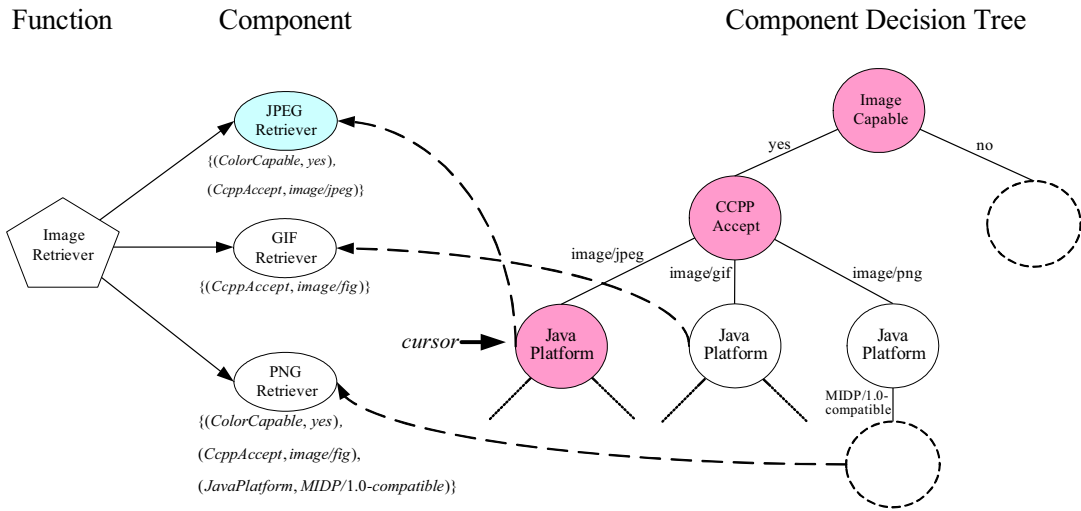 Function
Component
Component Decision Tree
Image
Retriever
JPEG
Retriever
{(ColorCapable, yes),
(CcppAccept, image/jpeg)}
GIF
Retriever
{(CcppAccept, image/fig)}
PNG
Retriever
{(ColorCapable, yes),
(CcppAccept, image/fig),
(JavaPlatform, MIDP/1.0-compatible)}
Image
Capable
yes
no
CCPP
Accept
image/jpeg
image/gif
image/png
cursor
Java
Platform
Java
Platform
Java
Platform
MIDP/1.0-
compatible